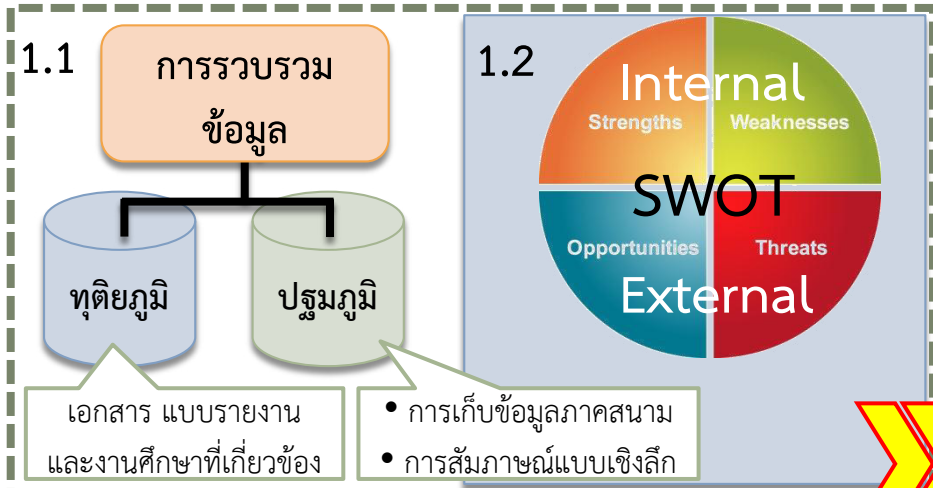 1.1
การรวบรวม
ข้อมูล
ทุติยภูมิ
ปฐมภูมิ
เอกสาร แบบรายงาน
และงานศึกษาที่เกี่ยวข้อง
• การเก็บข้อมูลภาคสนาม
• การสัมภาษณ์แบบเชิงลึก
1.2
Internal
Strengths
Weaknesses
SWOT
Opportunities
Threats
External